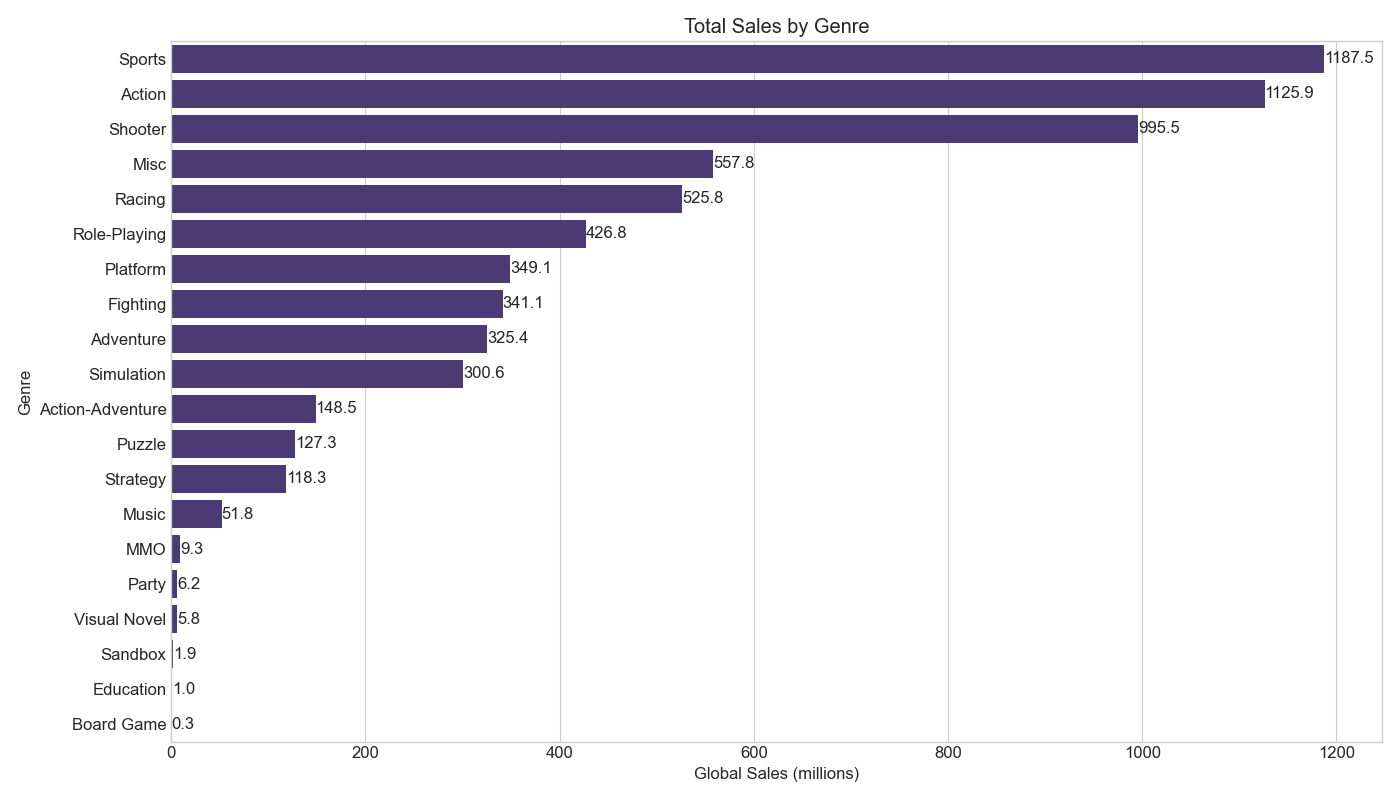 Total Sales by Genre
Sports 1187.5
Action 1125.9
Shooter 995.5
Misc 557.8
Racing 525.8
Role-Playing 426.8
Platform 349.1
Fighting 341.1
Adventure 325.4
Simulation 300.6
Action-Adventure 148.5
Puzzle 127.3
Strategy 118.3
Music 51.8
MMO 9.3
Party 6.2
Visual Novel 5.8
Sandbox 1.9
Education 1.0
Board Game 0.3
Genre
0 200 400 600 800 1000 1200
Global Sales (millions)